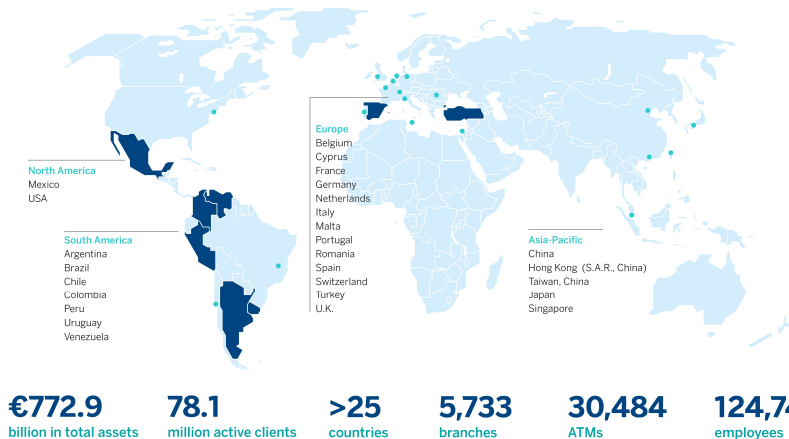 North America
Mexico
USA
South America
Argentina
Brazil
Chile
Colombia
Peru
Uruguay
Venezuela
Europe
Belgium
Cyprus
France
Germany
Netherlands
Italy
Malta
Portugal
Romania
Spain
Switzerland
Turkey
U.K.
Asia-Pacific
China
Hong Kong (S.A.R., China)
Taiwan, China
Japan
Singapore
€772.9
billion in total assets
78.1
million active clients
>25
countries
5,733
branches
30,484
ATMs
employees